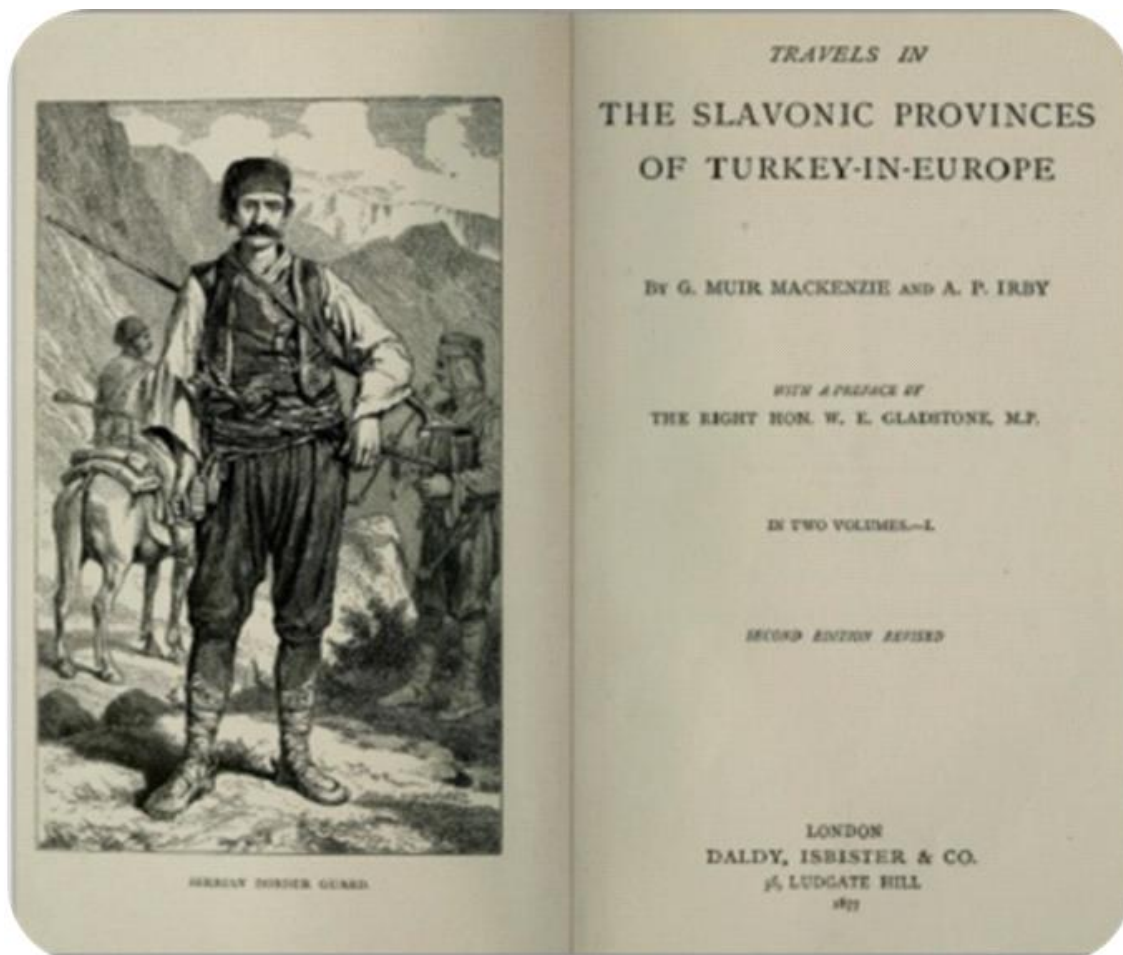 SERBIAN BORDER GUARD.
TRAVELS IN
THE SLAVONIC PROVINCES
OF TURKEY-IN-EUROPE
BY G. MUIR MACKENZIE AND A. P. IRBY
WITH A PREFACE BY
THE RIGHT HON. W. E. GLADSTONE, M.P.
IN TWO VOLUMES.—I.
SECOND EDITION REVISED
LONDON
DALDY, ISBISTER & CO.
56, LUDGATE HILL
1877